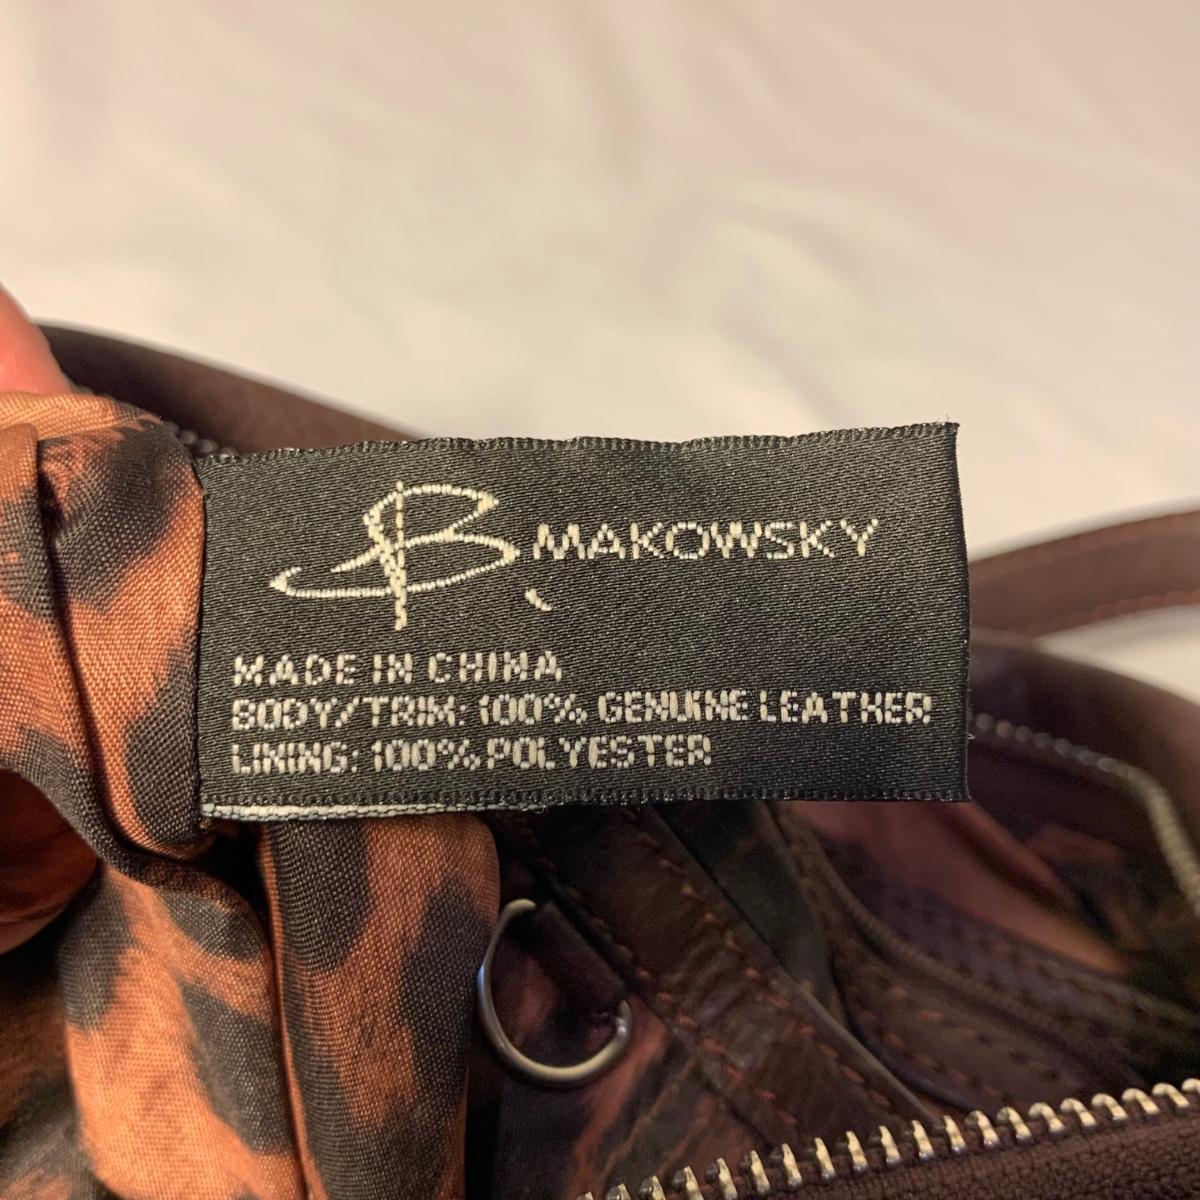 B. MAKOWSKY
MADE IN CHINA
BODY/TRIM: 100% GENUINE LEATHER
LINING: 100% POLYESTER